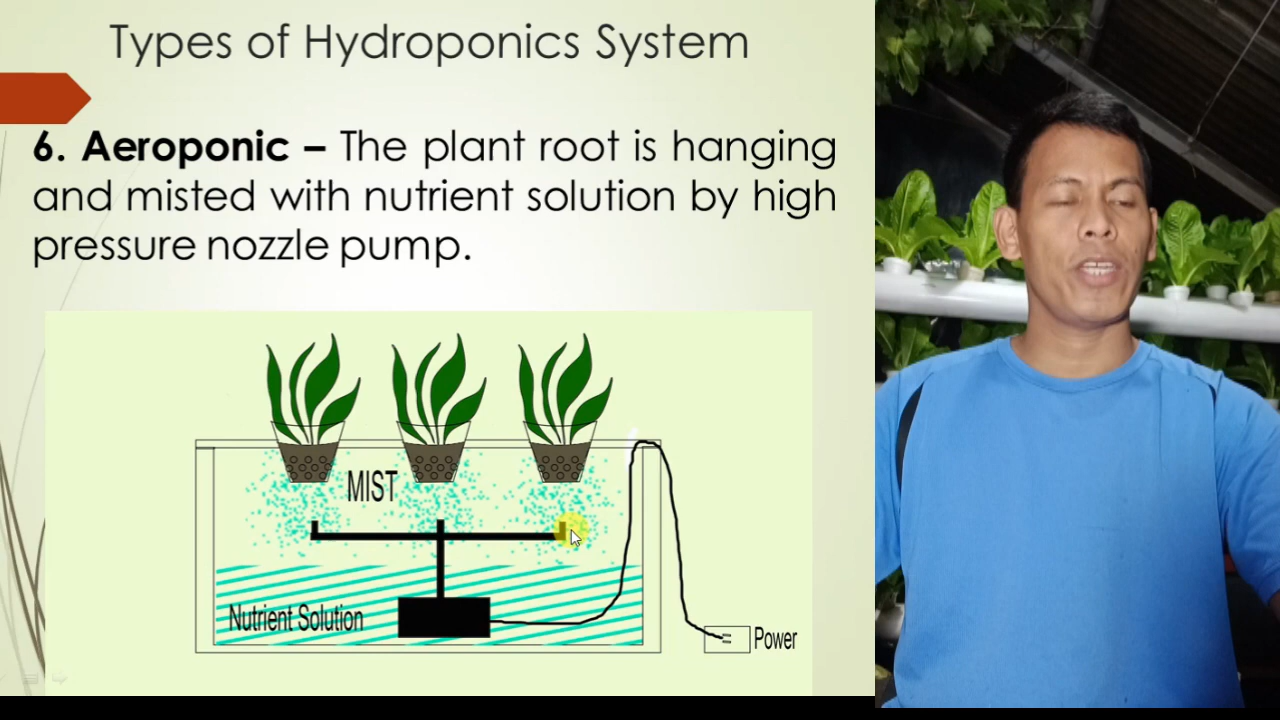 Types of Hydroponics System
6. Aeroponic – The plant root is hanging
and misted with nutrient solution by high
pressure nozzle pump.
MIST
Nutrient Solution
Power